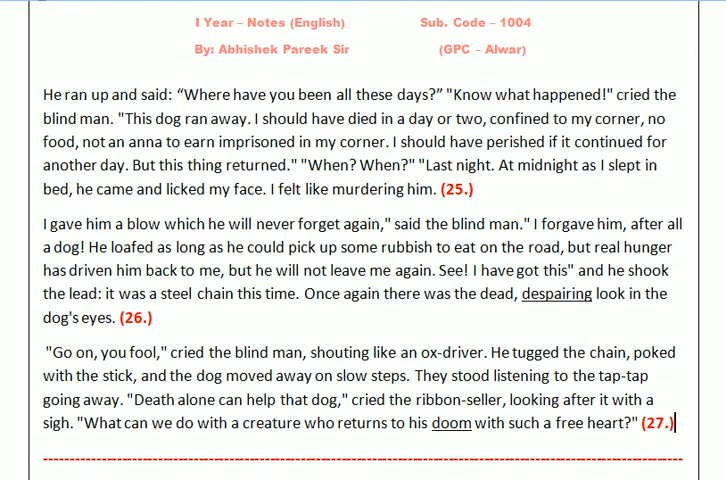 I Year – Notes (English) Sub. Code – 1004
By: Abhishek Pareek Sir (GPC – Alwar)
He ran up and said: “Where have you been all these days?” "Know what happened!" cried the
blind man. "This dog ran away. I should have died in a day or two, confined to my corner, no
food, not an anna to earn imprisoned in my corner. I should have perished if it continued for
another day. But this thing returned." "When? When?" "Last night. At midnight as I slept in
bed, he came and licked my face. I felt like murdering him. (25.)
I gave him a blow which he will never forget again," said the blind man." I forgave him, after all
a dog! He loafed as long as he could pick up some rubbish to eat on the road, but real hunger
has driven him back to me, but he will not leave me again. See! I have got this" and he shook
the lead: it was a steel chain this time. Once again there was the dead, despairing look in the
dog's eyes. (26.)
"Go on, you fool," cried the blind man, shouting like an ox-driver. He tugged the chain, poked
with the stick, and the dog moved away on slow steps. They stood listening to the tap-tap
going away. "Death alone can help that dog," cried the ribbon-seller, looking after it with a
sigh. "What can we do with a creature who returns to his doom with such a free heart?" (27.)